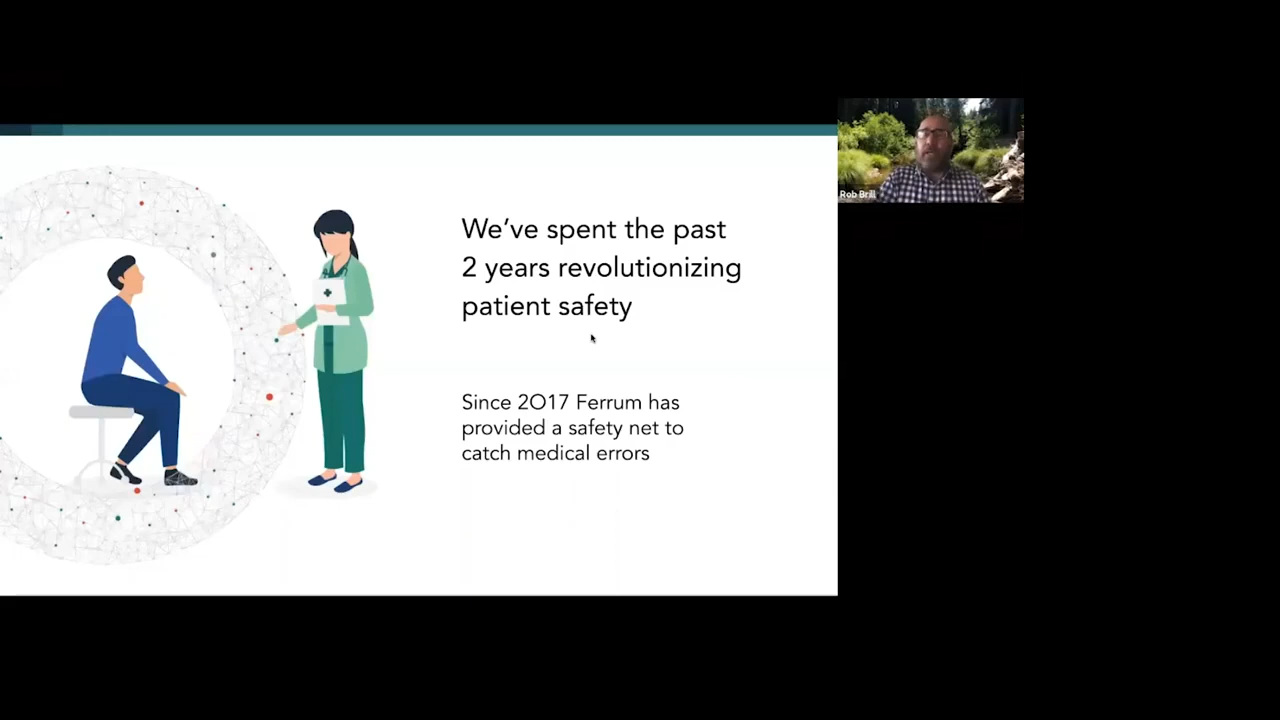 We've spent the past
2 years revolutionizing
patient safety
Since 2017 Ferrum has
provided a safety net to
catch medical errors
Rob Brill